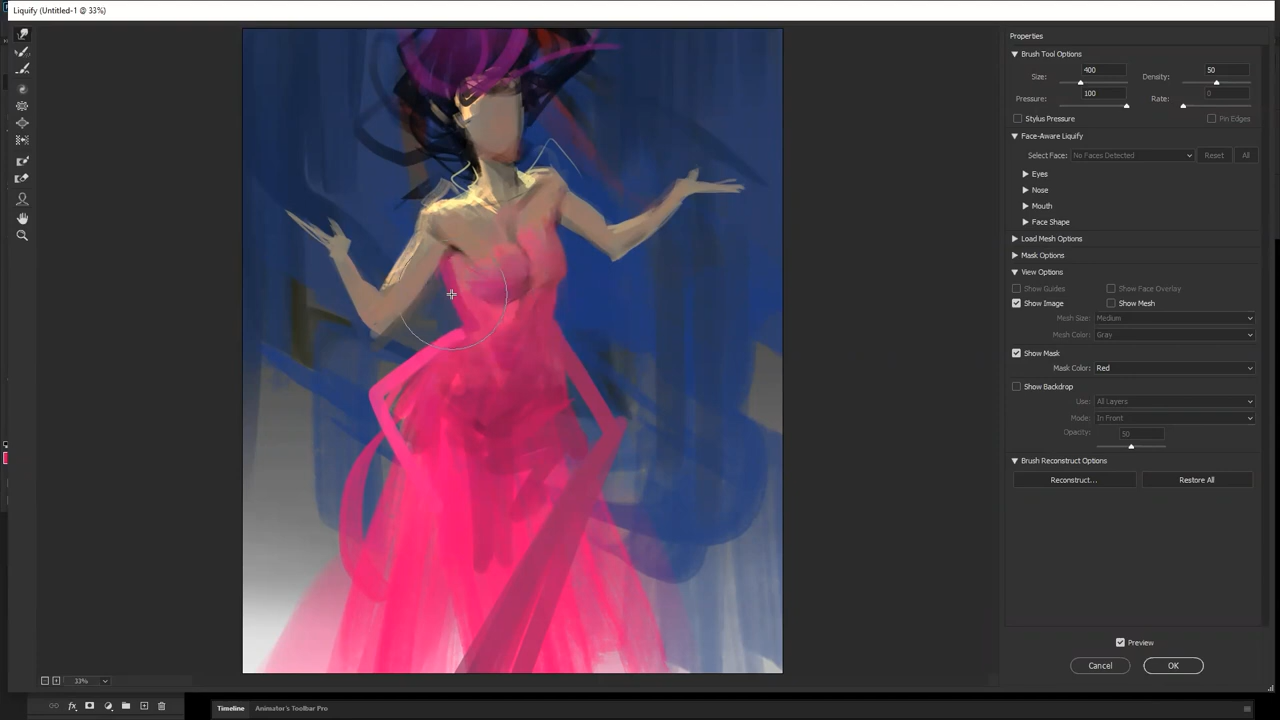 Liquify (Untitled-1 @ 33%)
Properties
Brush Tool Options
Size: 400 Density: 50
Pressure: 100 Rate: 0
Stylus Pressure Pin Edges
Face-Aware Liquify
Select Face: No Faces Detected Reset All
Eyes
Nose
Mouth
Face Shape
Load Mesh Options
Mask Options
View Options
Show Guides Show Face Overlay
Show Image Show Mesh
Mesh Size: Medium
Mesh Color: Gray
Show Mask
Mask Color: Red
Show Backdrop
Use: All Layers
Mode: In Front
Opacity: 50
Brush Reconstruct Options
Reconstruct... Restore All
Preview
Cancel OK
33%
fx
Timeline Animator's Toolbar Pro